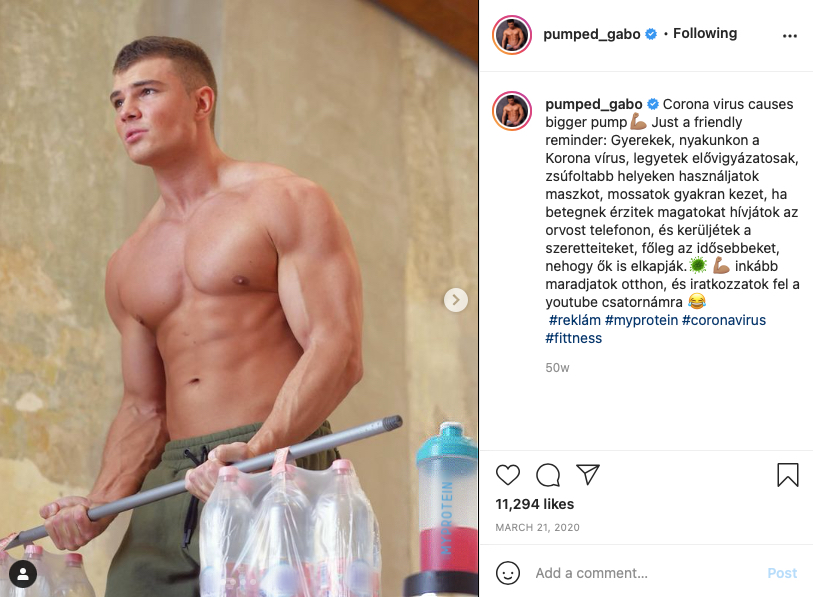 pumped_gabo • Following
pumped_gabo Corona virus causes
bigger pump💪🏽 Just a friendly
reminder: Gyerekek, nyakunkon a
Korona vírus, legyetek elővigyázatosak,
zsúfoltabb helyeken használjatok
maszkot, mossatok gyakran kezet, ha
betegnek érzitek magatokat hívjátok az
orvost telefonon, és kerüljétek a
szeretteiteket, főleg az idősebbeket,
nehogy ők is elkapják.🦠 💪🏽 inkább
maradjatok otthon, és iratkozzatok fel a
youtube csatornámra 😂
#reklám #myprotein #coronavirus
#fittness
50w
MYPROTEIN
11,294 likes
MARCH 21, 2020
Add a comment... Post